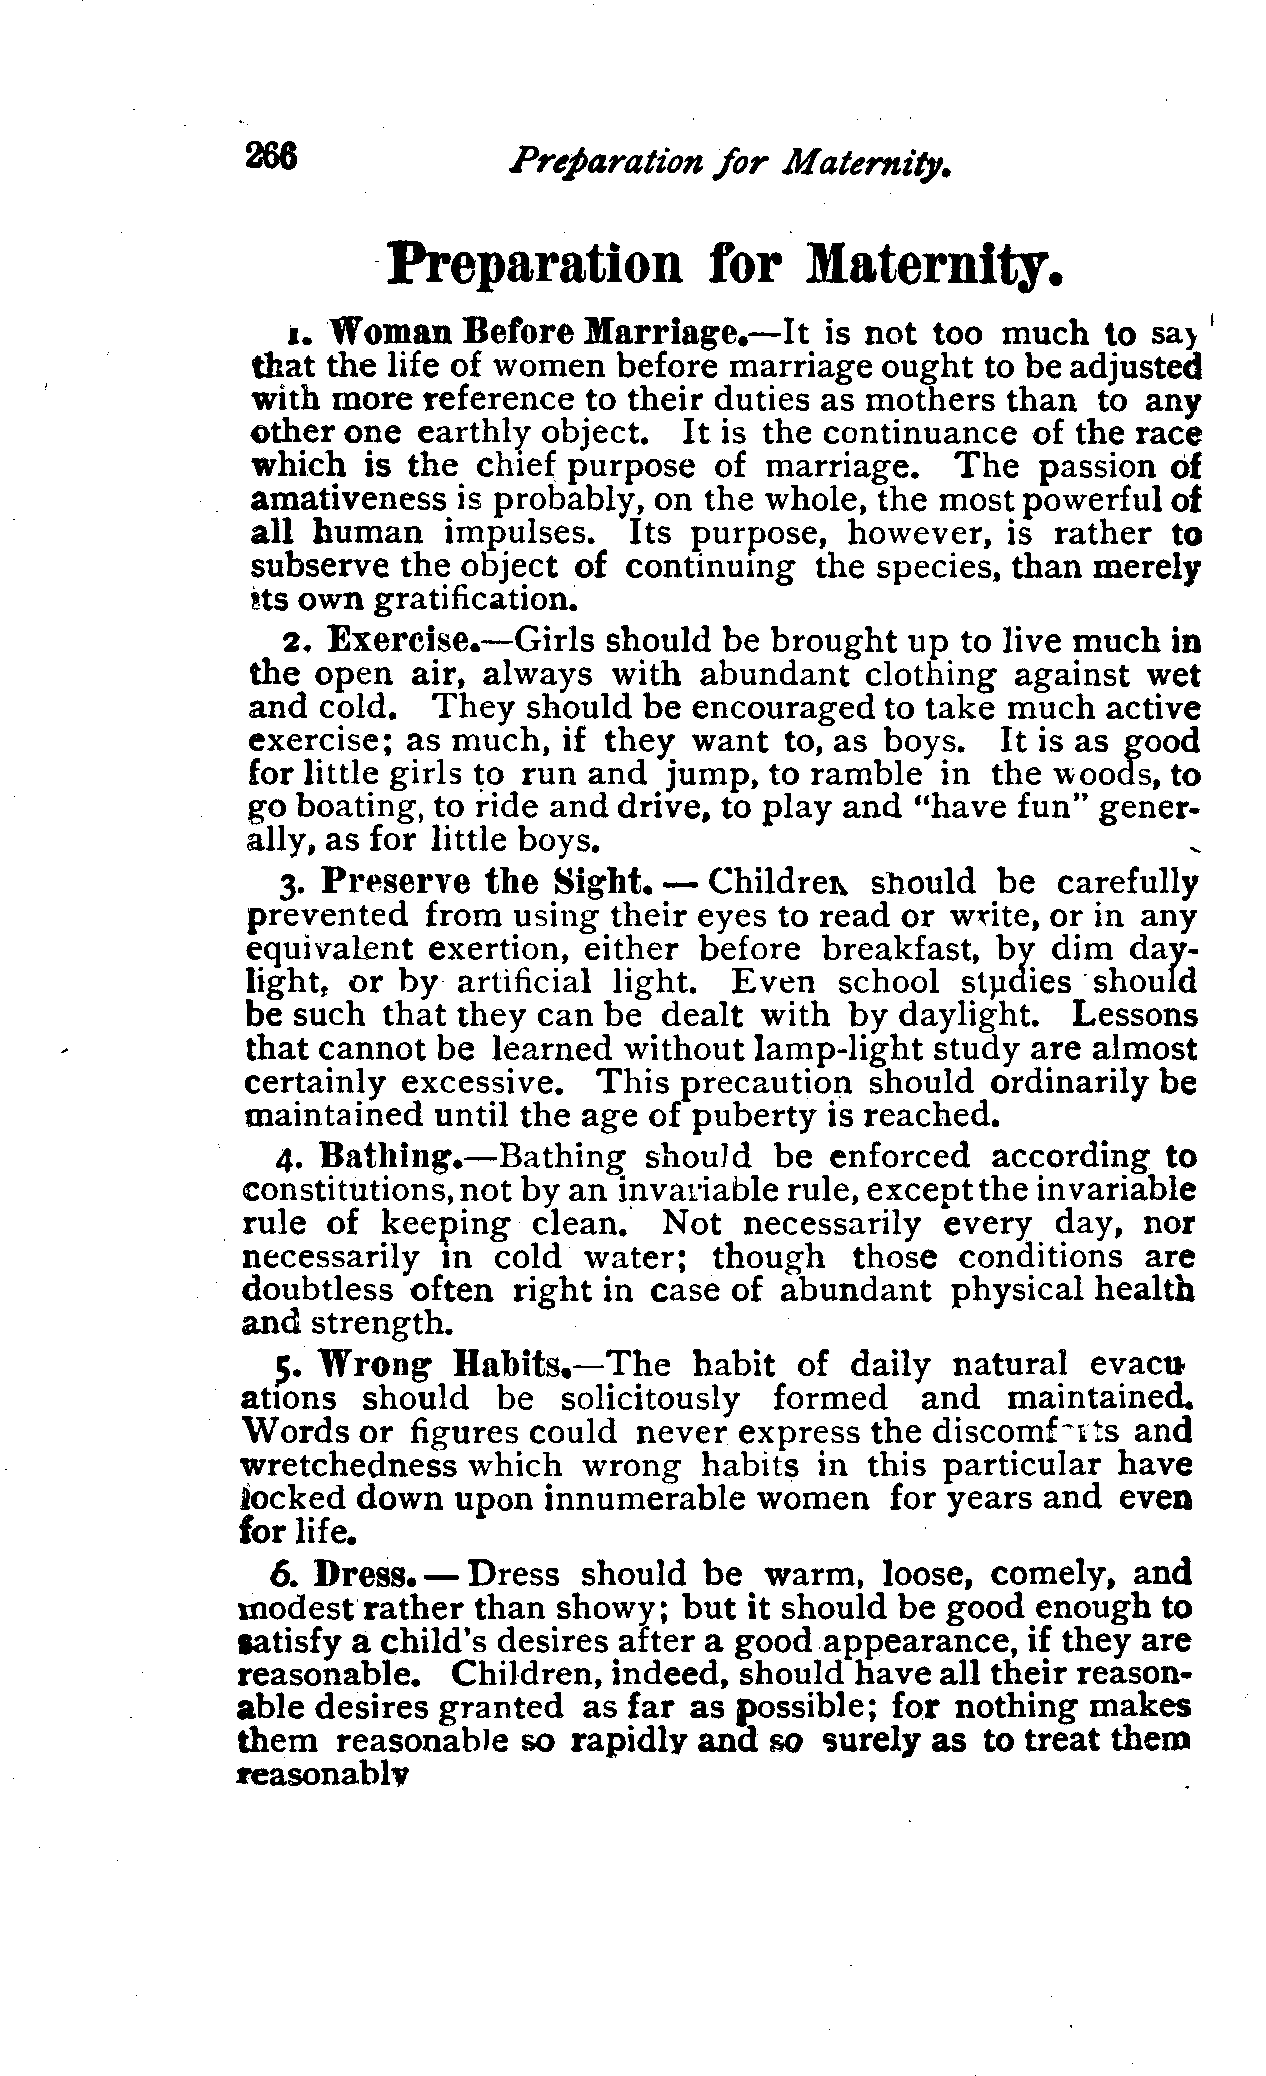 266 Preparation for Maternity.
Preparation for Maternity.
1. Woman Before Marriage.—It is not too much to say
that the life of women before marriage ought to be adjusted
with more reference to their duties as mothers than to any
other one earthly object. It is the continuance of the race
which is the chief purpose of marriage. The passion of
amativeness is probably, on the whole, the most powerful of
all human impulses. Its purpose, however, is rather to
subserve the object of continuing the species, than merely
its own gratification.
2. Exercise.—Girls should be brought up to live much in
the open air, always with abundant clothing against wet
and cold. They should be encouraged to take much active
exercise; as much, if they want to, as boys. It is as good
for little girls to run and jump, to ramble in the woods, to
go boating, to ride and drive, to play and "have fun" gener-
ally, as for little boys.
3. Preserve the Sight. — Children should be carefully
prevented from using their eyes to read or write, or in any
equivalent exertion, either before breakfast, by dim day-
light, or by artificial light. Even school studies should
be such that they can be dealt with by daylight. Lessons
that cannot be learned without lamp-light study are almost
certainly excessive. This precaution should ordinarily be
maintained until the age of puberty is reached.
4. Bathing.—Bathing should be enforced according to
constitutions, not by an invariable rule, except the invariable
rule of keeping clean. Not necessarily every day, nor
necessarily in cold water; though those conditions are
doubtless often right in case of abundant physical health
and strength.
5. Wrong Habits.—The habit of daily natural evacu
ations should be solicitously formed and maintained.
Words or figures could never express the discomforts and
wretchedness which wrong habits in this particular have
locked down upon innumerable women for years and even
for life.
6. Dress. — Dress should be warm, loose, comely, and
modest rather than showy; but it should be good enough to
satisfy a child's desires after a good appearance, if they are
reasonable. Children, indeed, should have all their reason-
able desires granted as far as possible; for nothing makes
them reasonable so rapidly and so surely as to treat them
reasonably